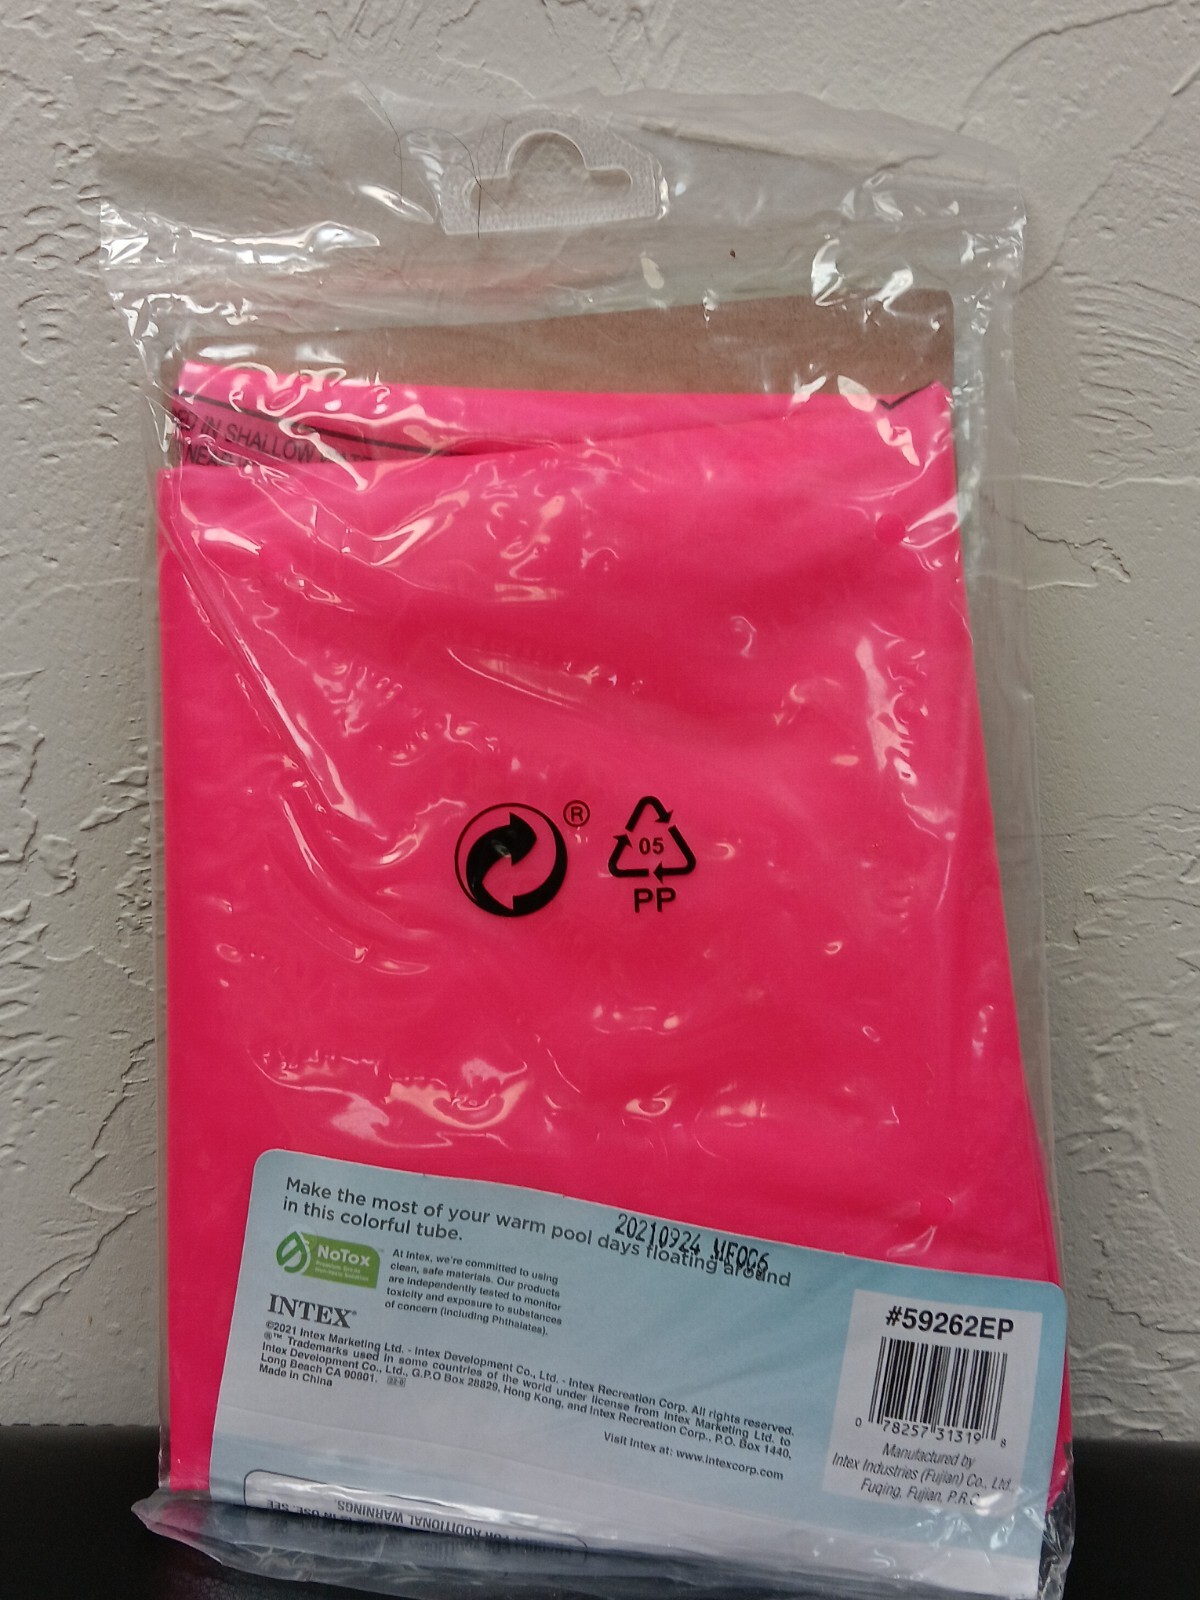 IN SHALLOW
NEAR
®
05
PP
Make the most of your warm pool days floating around
in this colorful tube.
20210924 MF006
NoTox
At Intex, we're committed to using
clean, safe materials. Our products
are independently tested to monitor
toxicity and exposure to substances
of concern (including Phthalates).
INTEX®
©2021 Intex Marketing Ltd. - Intex Development Co., Ltd. - Intex Recreation Corp. All rights reserved.
®™ Trademarks used in some countries of the world under license from Intex Marketing Ltd. to
Intex Development Co., Ltd., G.P.O Box 28829, Hong Kong, and Intex Recreation Corp., P.O. Box 1440,
Long Beach CA 90801.
Made in China
Visit Intex at: www.intexcorp.com
#59262EP
0 78257 31319 8
Manufactured by
Intex Industries (Fujian) Co., Ltd.
Fuqing, Fujian, P.R.C.
IS IN USE. SEE
FOR ADDITIONAL WARNINGS.